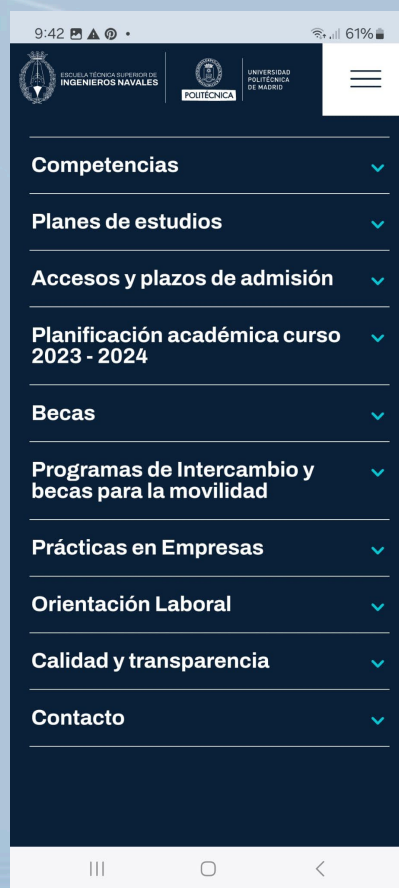 9:42
61%
ESCUELA TÉCNICA SUPERIOR DE
INGENIEROS NAVALES
POLITÉCNICA
UNIVERSIDAD
POLITÉCNICA
DE MADRID
Competencias
Planes de estudios
Accesos y plazos de admisión
Planificación académica curso
2023 - 2024
Becas
Programas de Intercambio y
becas para la movilidad
Prácticas en Empresas
Orientación Laboral
Calidad y transparencia
Contacto